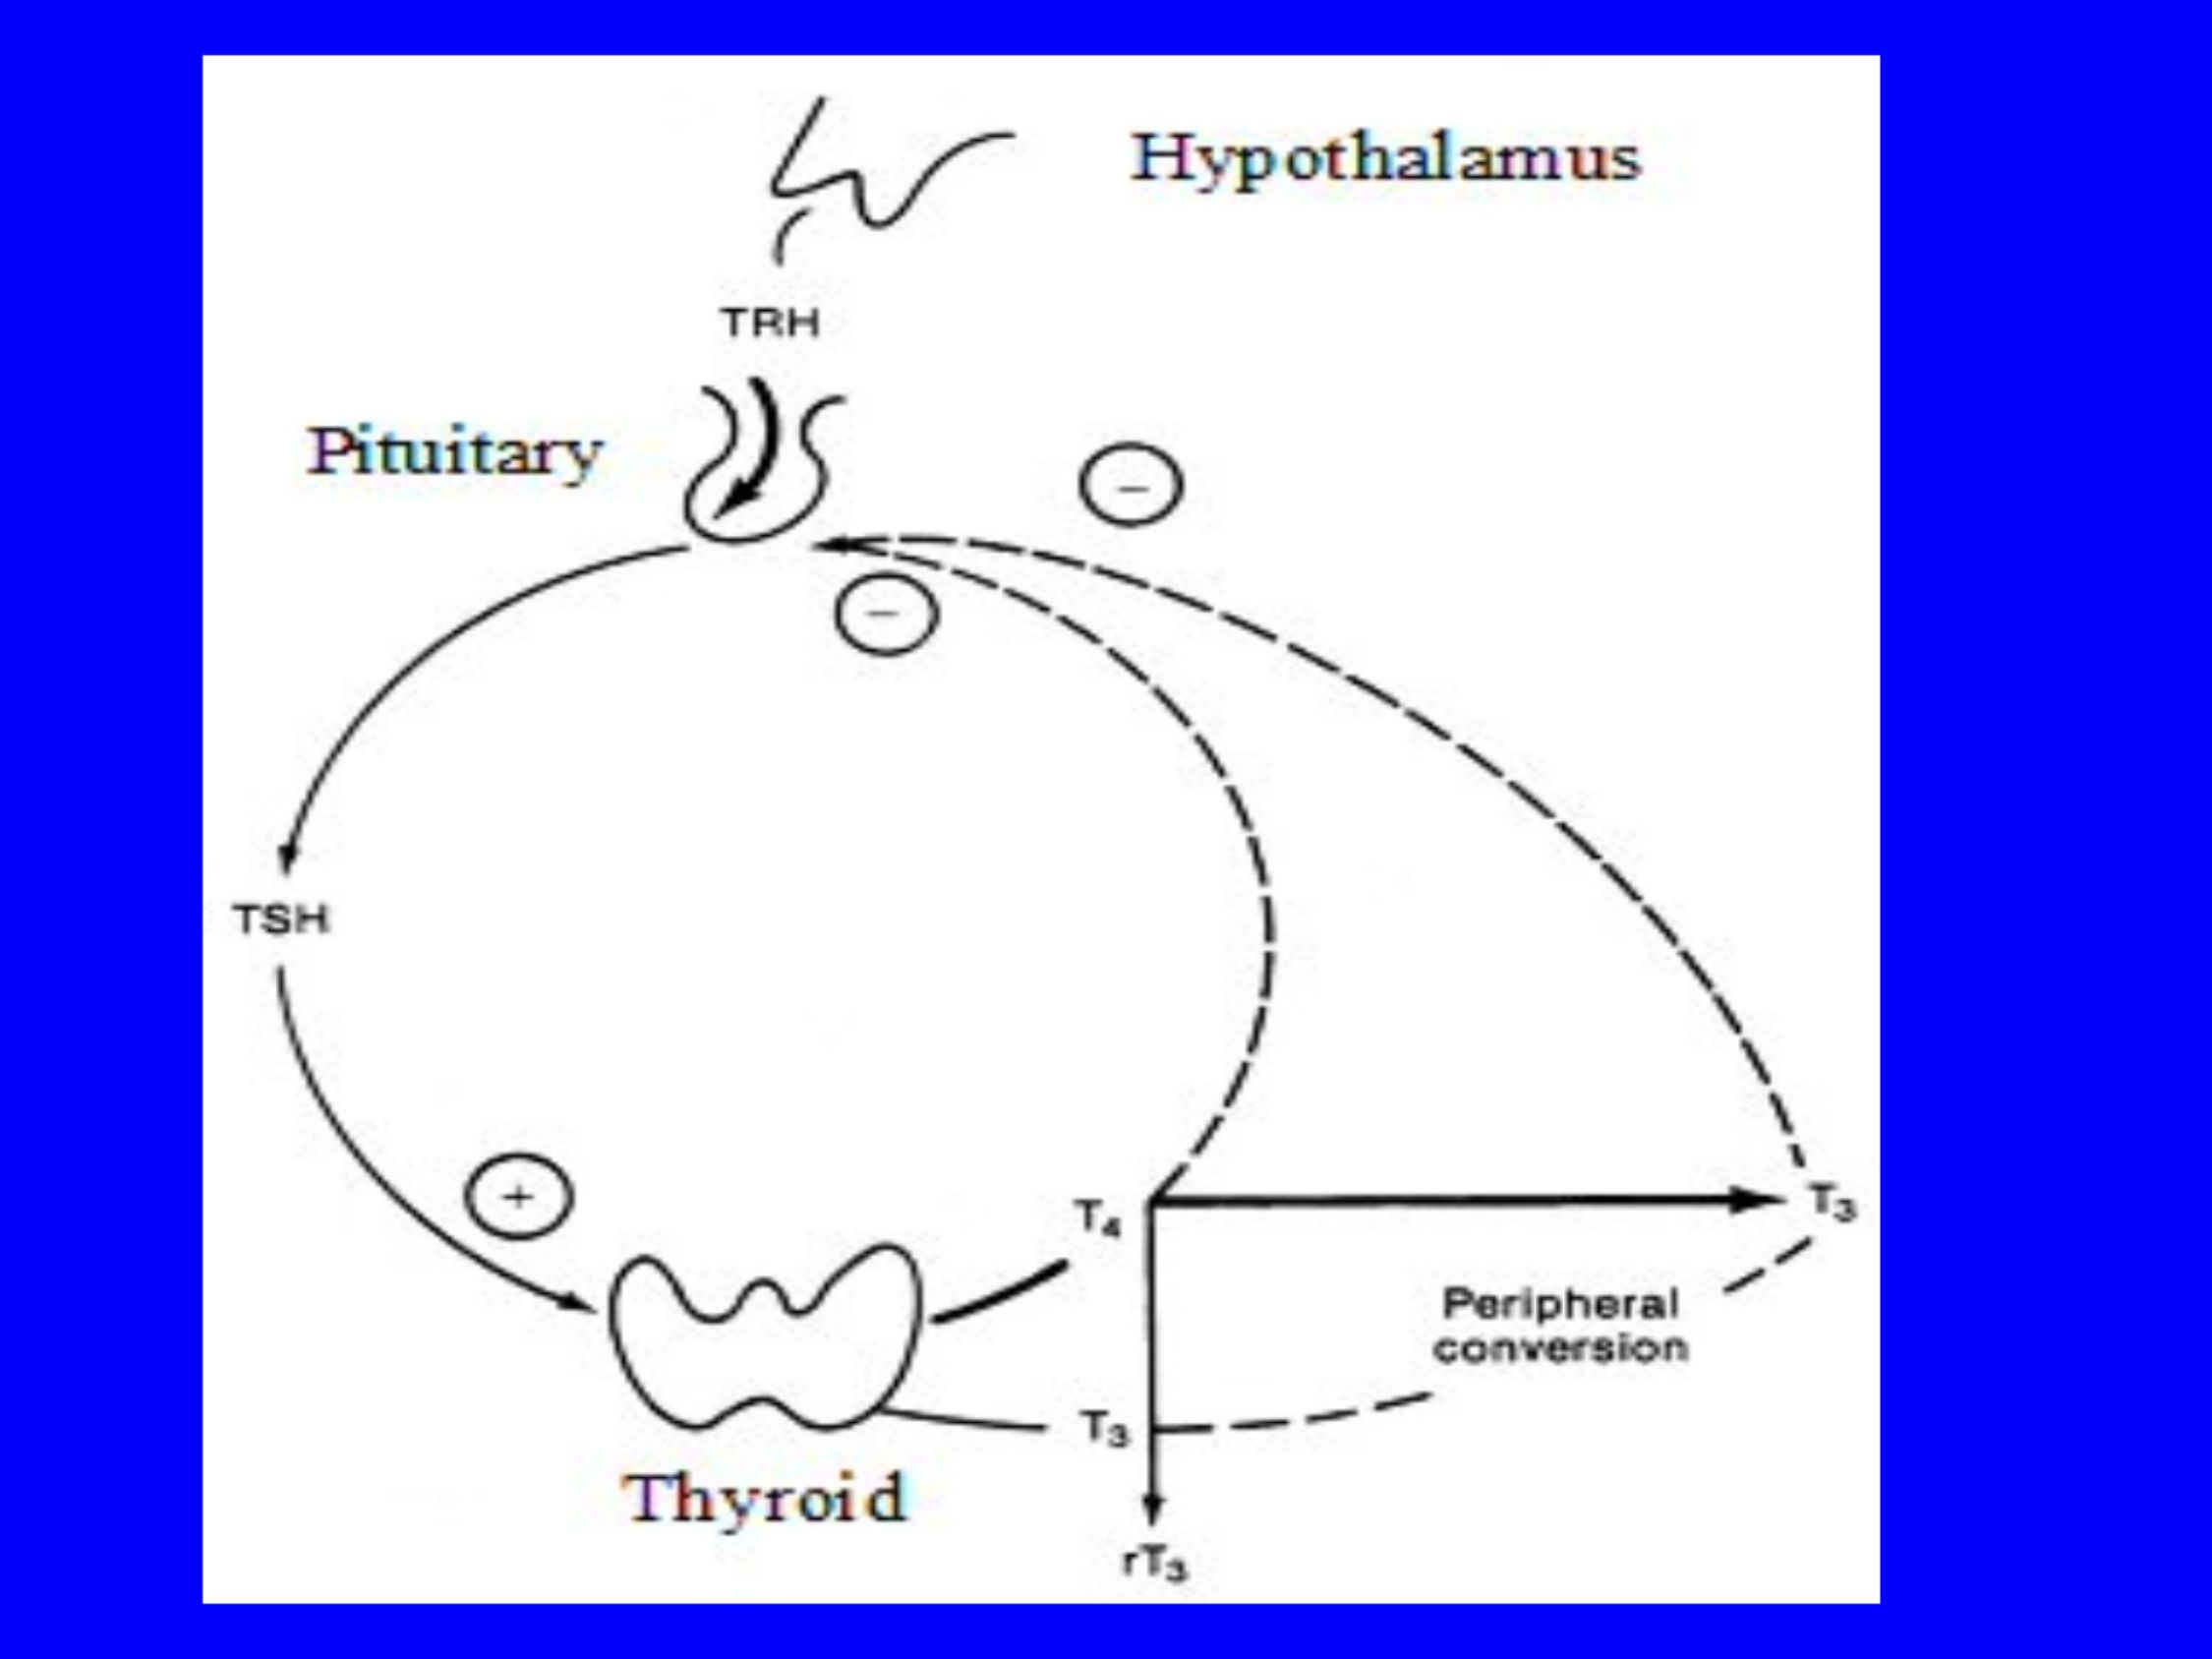 Hypothalamus
TRH
Pituitary
−
−
TSH
+
T₄
T₃
Peripheral
conversion
T₃
Thyroid
rT₃